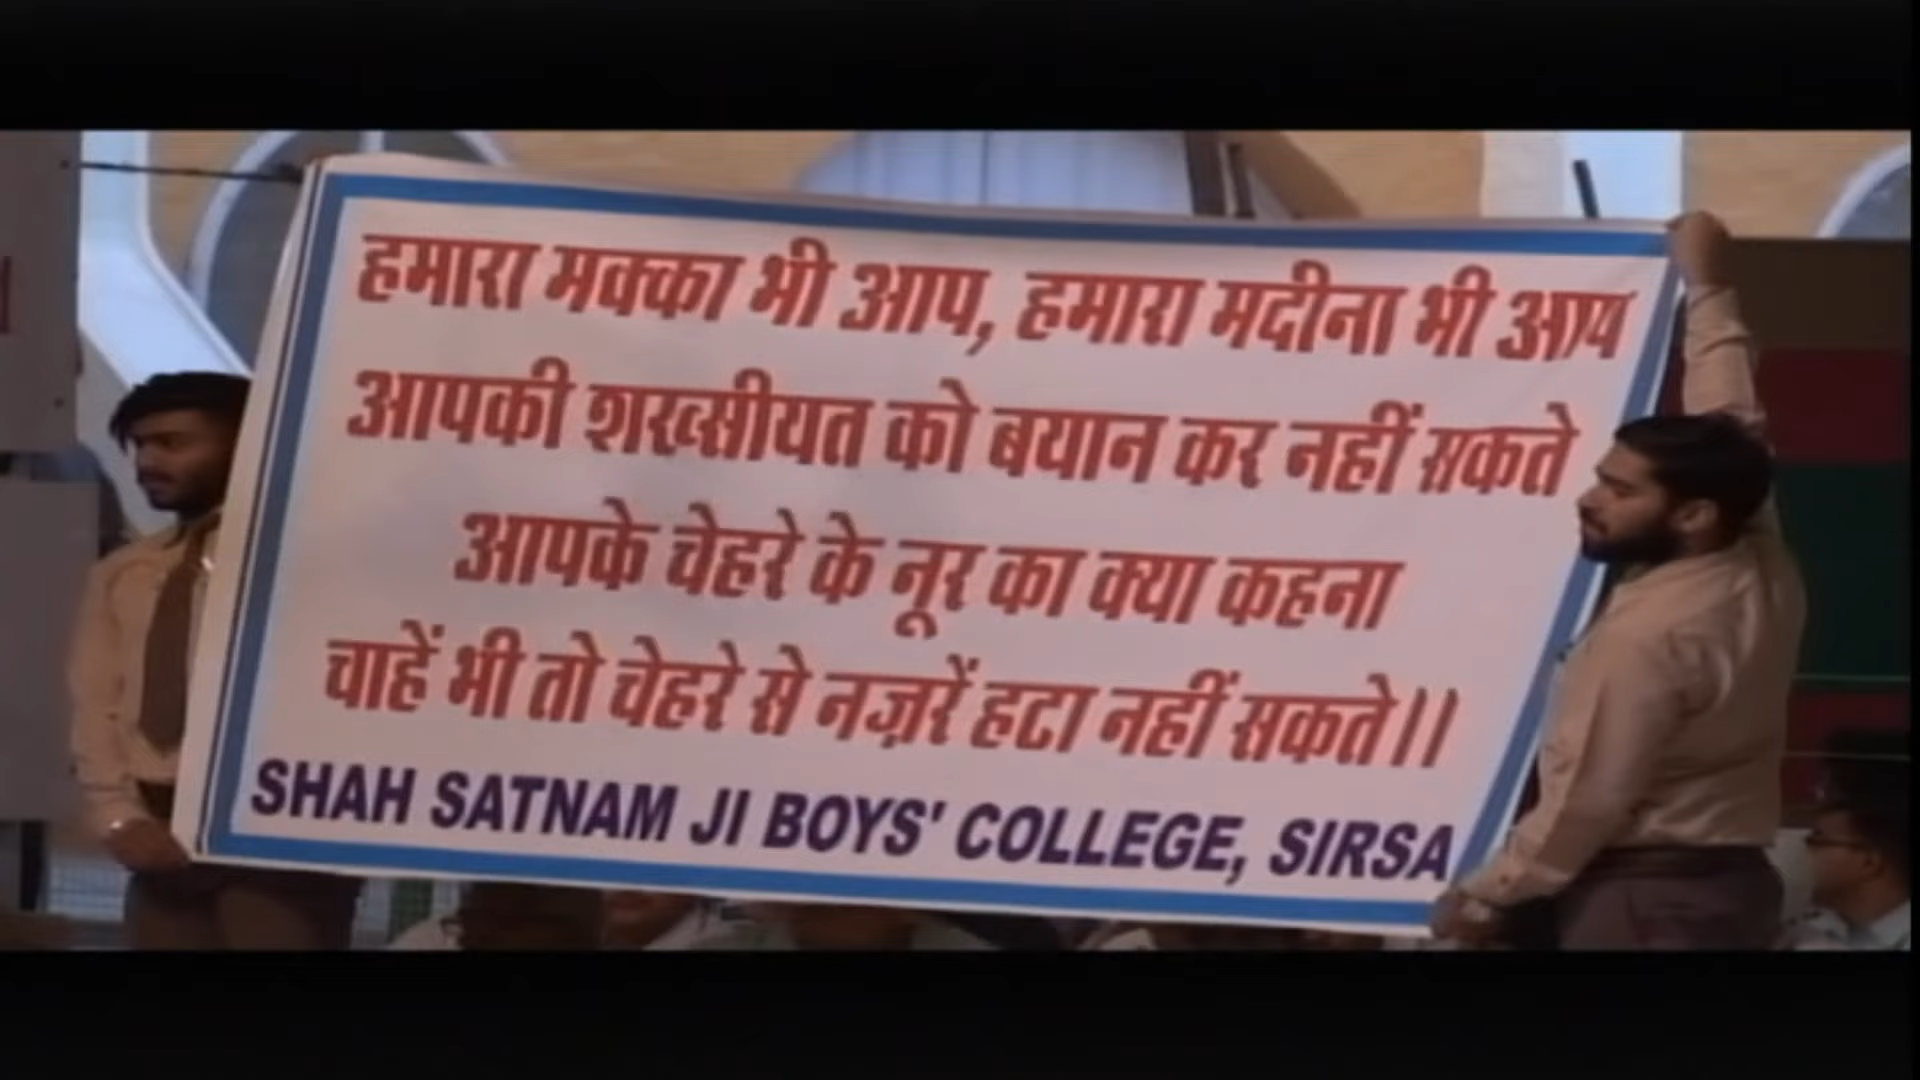 हमारा मक्का भी आप, हमारा मदीना भी आप
आपकी शख्सीयत को बयान कर नहीं सकते
आपके चेहरे के नूर का क्या कहना
चाहें भी तो चेहरे से नज़रें हटा नहीं सकते।।
SHAH SATNAM JI BOYS' COLLEGE, SIRSA